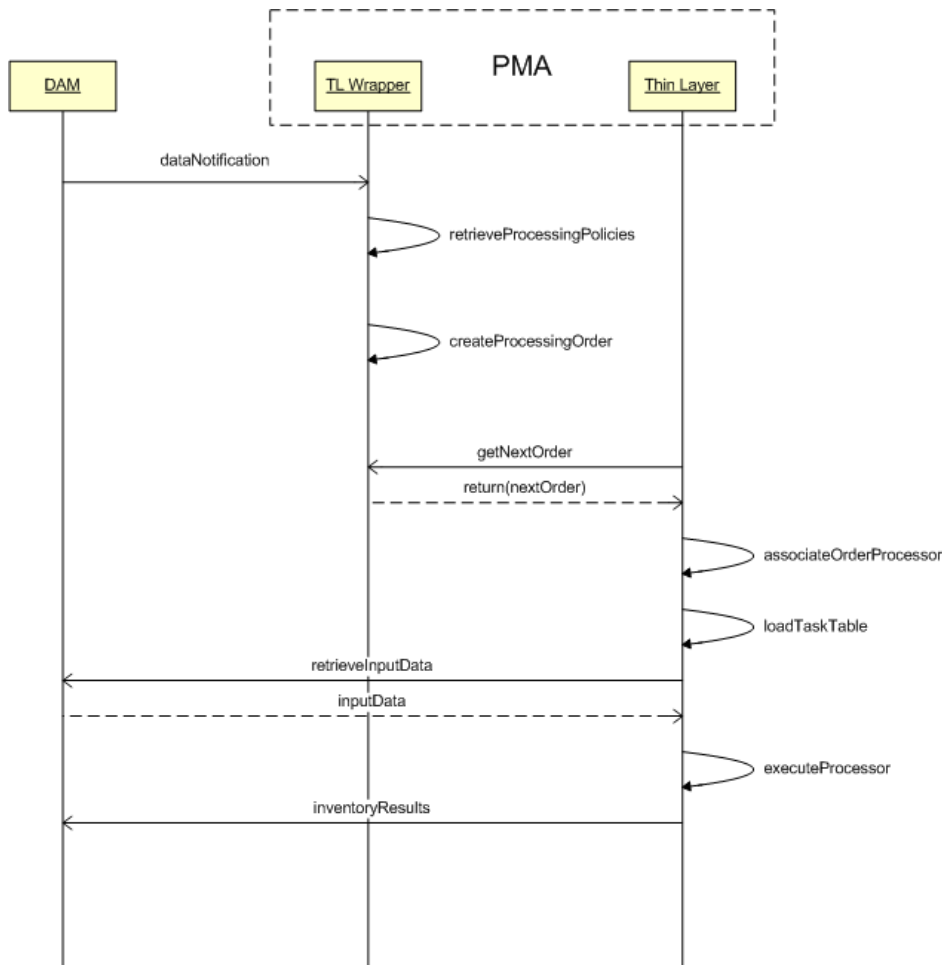 PMA
DAM
TL Wrapper
Thin Layer
dataNotification
retrieveProcessingPolicies
createProcessingOrder
getNextOrder
return(nextOrder)
associateOrderProcessor
loadTaskTable
retrieveInputData
inputData
executeProcessor
inventoryResults